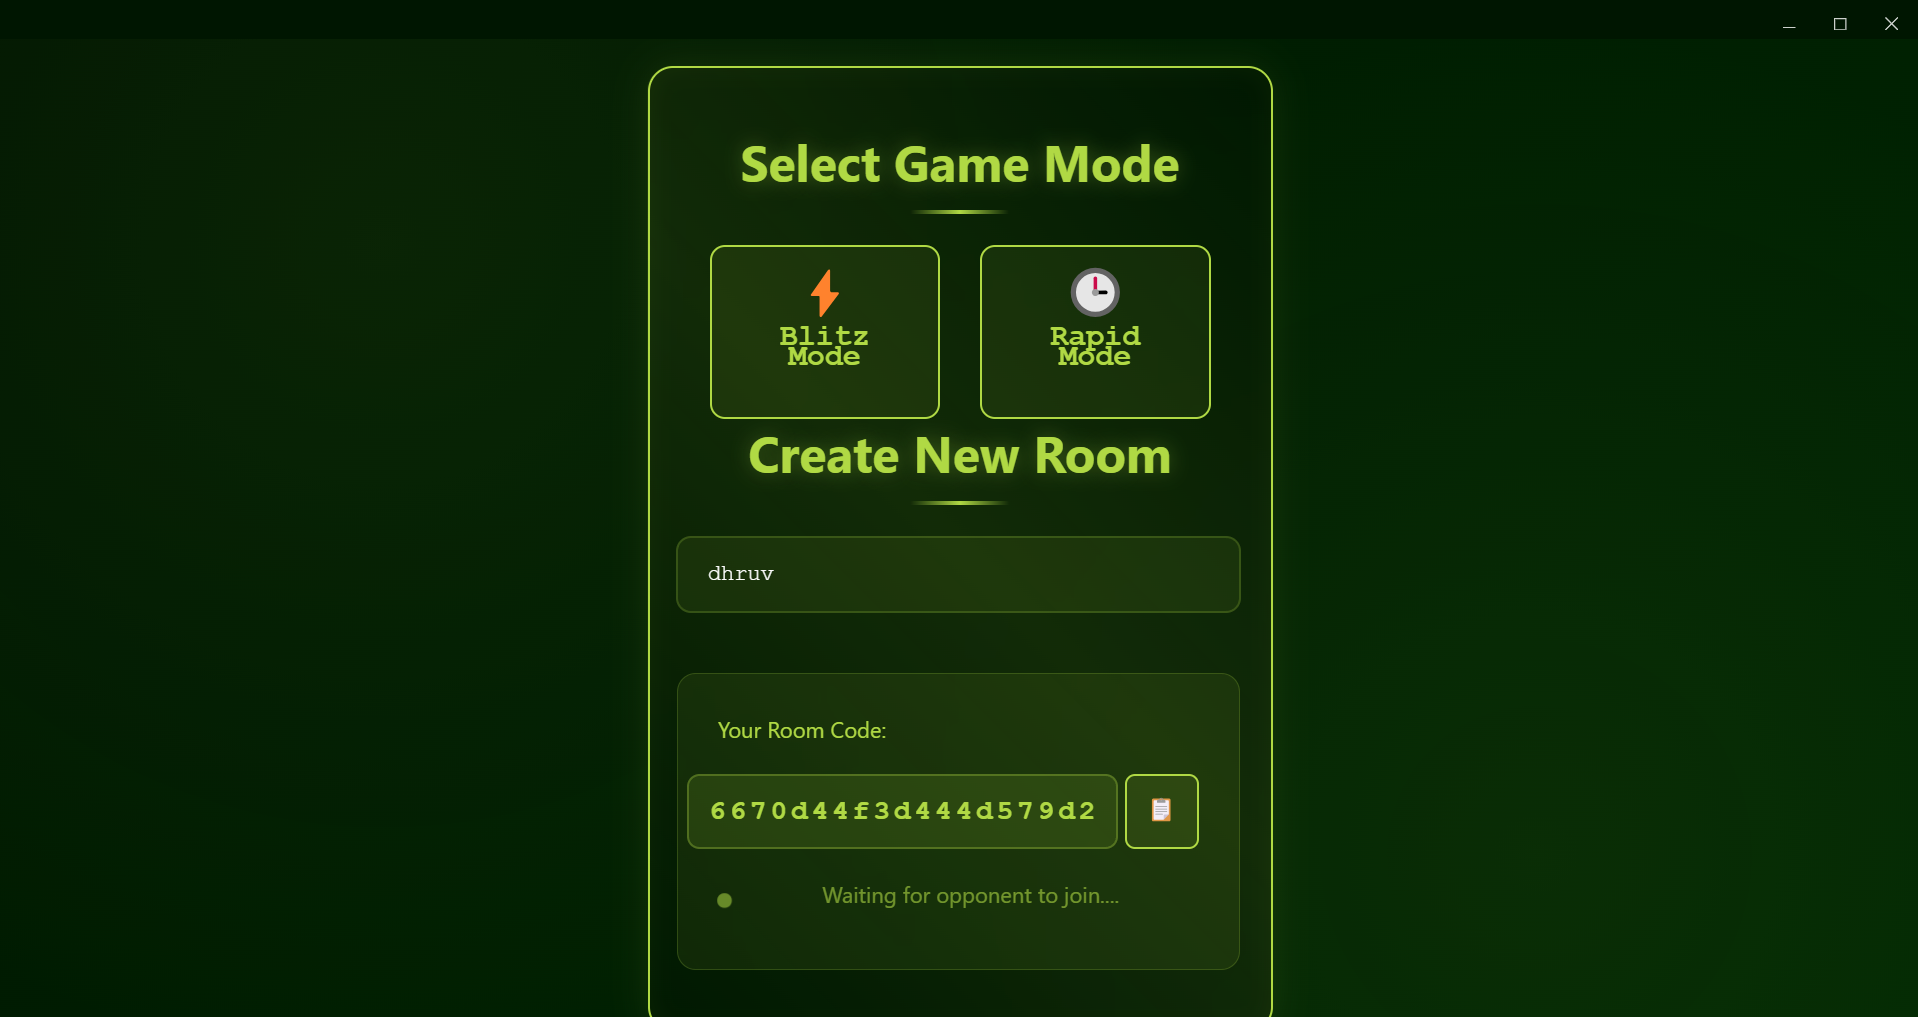 Select Game Mode
Blitz
Mode
Rapid
Mode
Create New Room
dhruv
Your Room Code:
6670d44f3d444d579d2
Waiting for opponent to join....